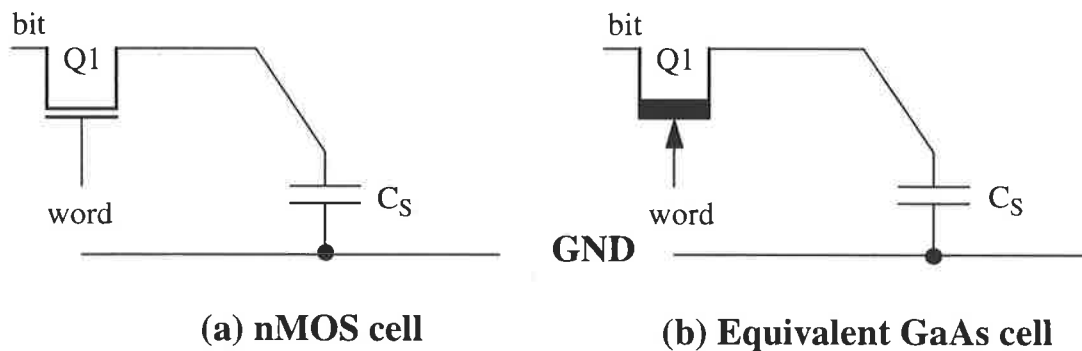 bit
Q1
C_S
word
(a) nMOS cell
bit
Q1
C_S
word
GND
(b) Equivalent GaAs cell